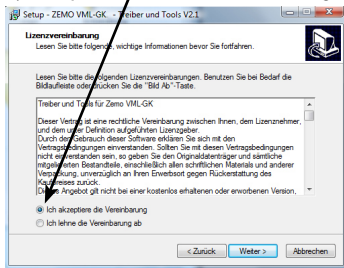 Setup - ZEMO VML-GK - Treiber und Tools V2.1
Lizenzvereinbarung
Lesen Sie bitte folgende, wichtige Informationen bevor Sie fortfahren.
Lesen Sie bitte die folgenden Lizenzvereinbarungen. Benutzen Sie bei Bedarf die
Bildlaufleiste oder drücken Sie die "Bild Ab"-Taste.
Treiber und Tools für Zemo VML-GK
Dieser Vertrag ist eine rechtliche Vereinbarung zwischen Ihnen, dem Lizenznehmer,
und dem unter Definition aufgeführten Lizenzgeber.
Durch den Gebrauch dieser Software erklären Sie sich mit den
Vertragsbedingungen einverstanden. Sollten Sie mit diesen Vertragsbedingungen
nicht einverstanden sein, so geben Sie den Originaldatenträger und sämtliche
mitgelieferten Bestandteile, einschließlich allen schriftlichen Materials und anderer
Verpackung, unverzüglich an Ihren Erwerbsort gegen Rückerstattung des
Kaufpreises zurück.
Dieses Angebot gilt nicht bei einer kostenlos erhaltenen oder erworbenen Version,
Ich akzeptiere die Vereinbarung
Ich lehne die Vereinbarung ab
< Zurück
Weiter >
Abbrechen